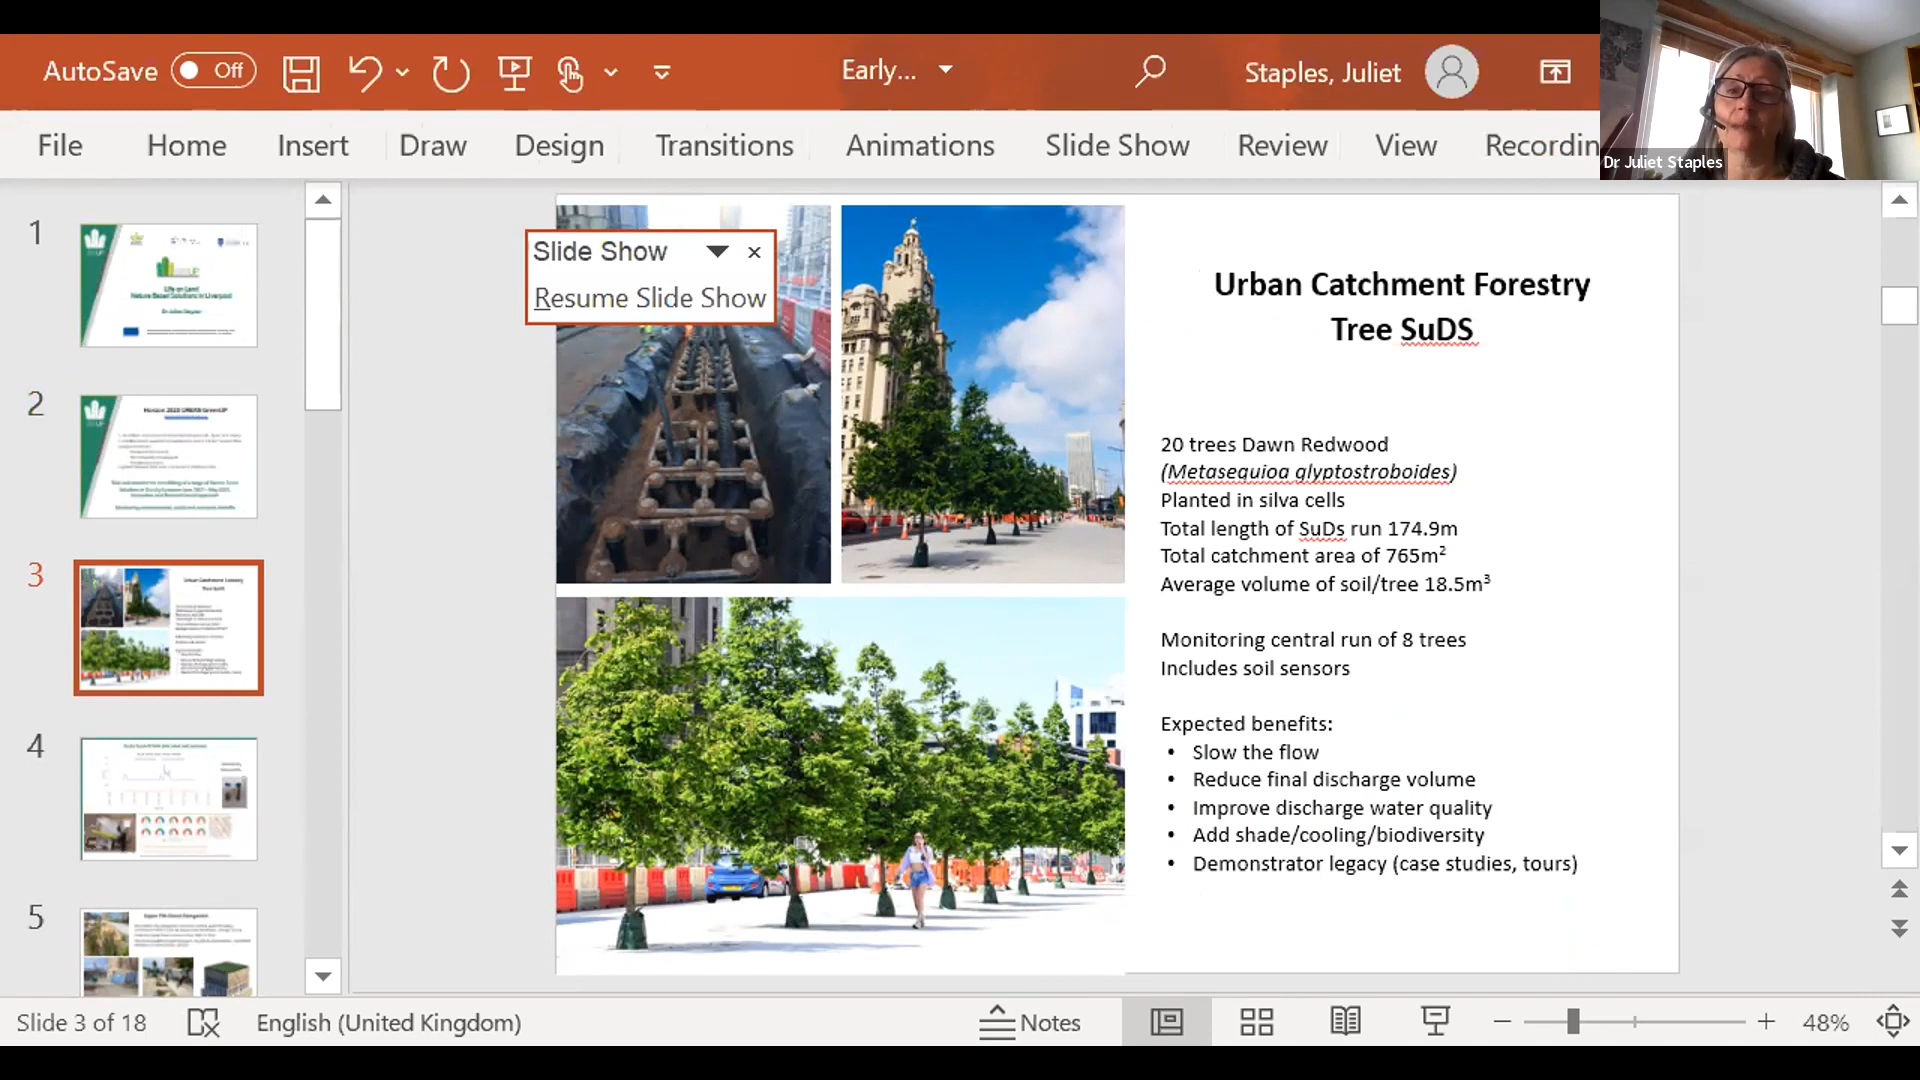 AutoSave Off
Early...
Staples, Juliet
Dr Juliet Staples
File Home Insert Draw Design Transitions Animations Slide Show Review View Recordin
1
2
3
4
5
Slide Show
Resume Slide Show
Urban Catchment Forestry
Tree SuDS
20 trees Dawn Redwood
(Metasequioa glyptostroboides)
Planted in silva cells
Total length of SuDs run 174.9m
Total catchment area of 765m²
Average volume of soil/tree 18.5m³
Monitoring central run of 8 trees
Includes soil sensors
Expected benefits:
• Slow the flow
• Reduce final discharge volume
• Improve discharge water quality
• Add shade/cooling/biodiversity
• Demonstrator legacy (case studies, tours)
Slide 3 of 18
English (United Kingdom)
Notes
48%